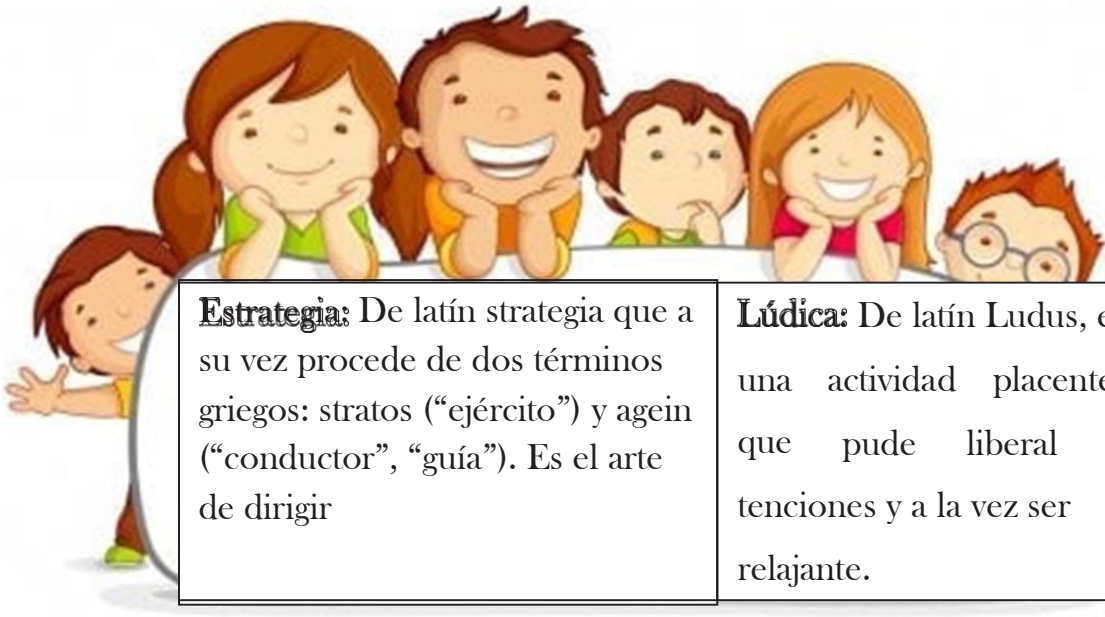 Estrategia: De latín strategia que a
su vez procede de dos términos
griegos: stratos (“ejército”) y agein
(“conductor”, “guía”). Es el arte
de dirigir
Lúdica: De latín Ludus,
una actividad
que pude liberal
tenciones y a la vez ser
relajante.